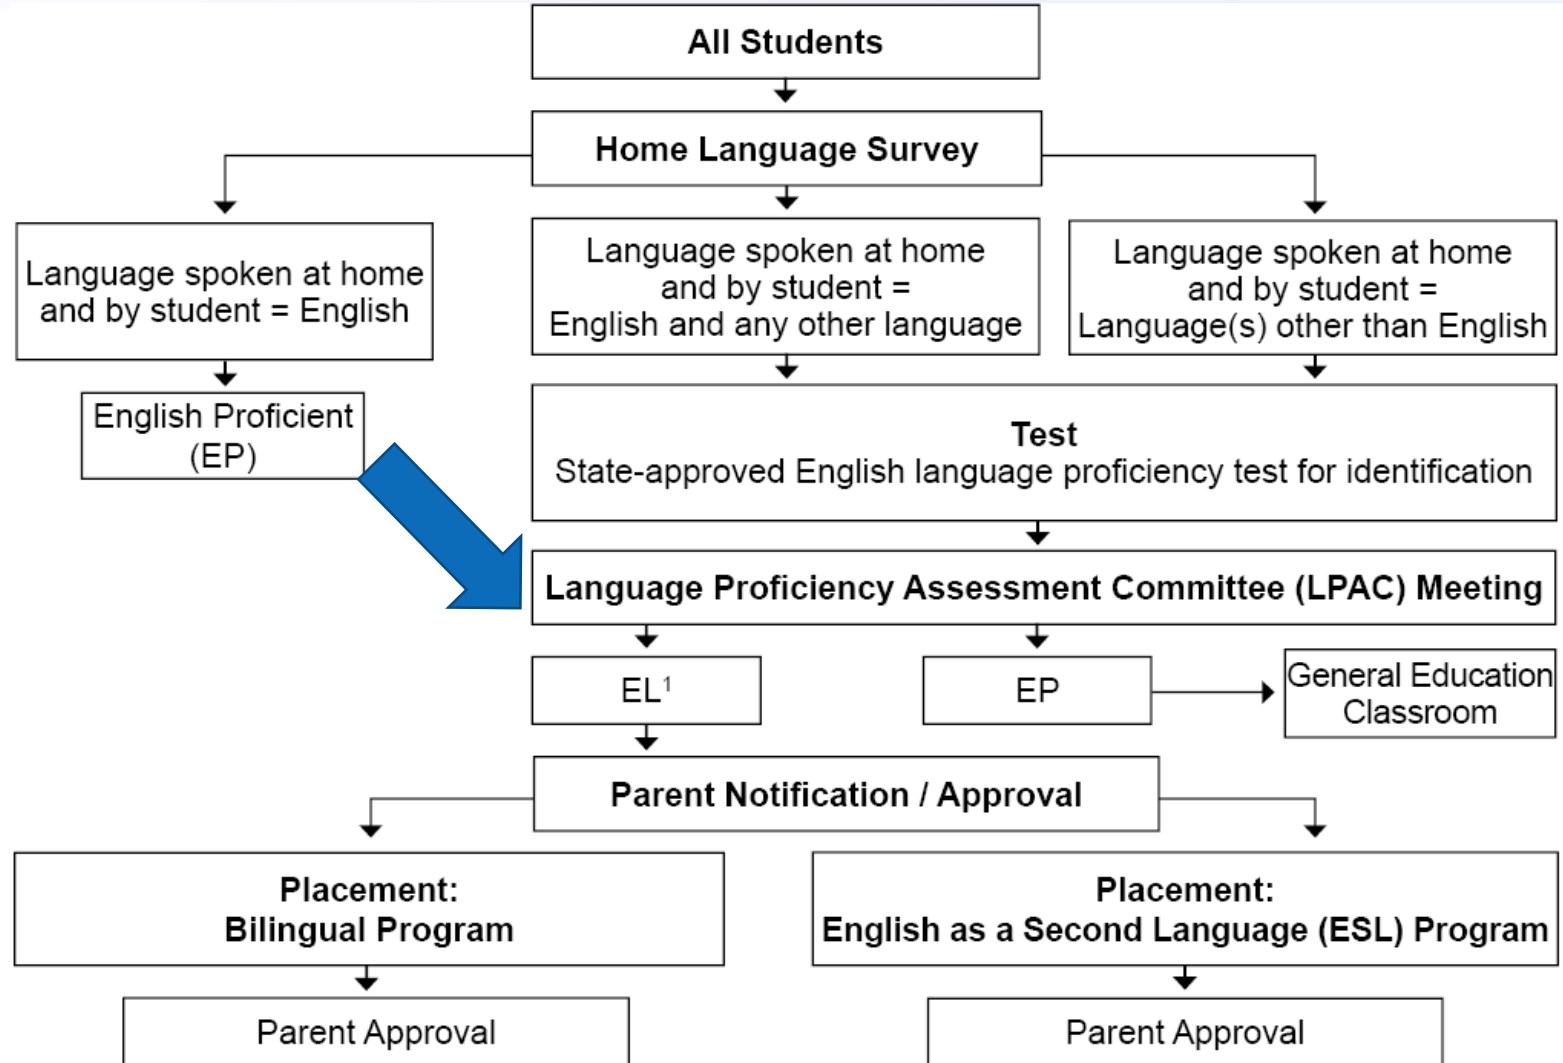 All Students
Home Language Survey
Language spoken at home
and by student = English
Language spoken at home
and by student =
English and any other language
Language spoken at home
and by student =
Language(s) other than English
English Proficient
(EP)
Test
State-approved English language proficiency test for identification
Language Proficiency Assessment Committee (LPAC) Meeting
EL¹
EP
General Education
Classroom
Parent Notification / Approval
Placement:
Bilingual Program
Placement:
English as a Second Language (ESL) Program
Parent Approval
Parent Approval